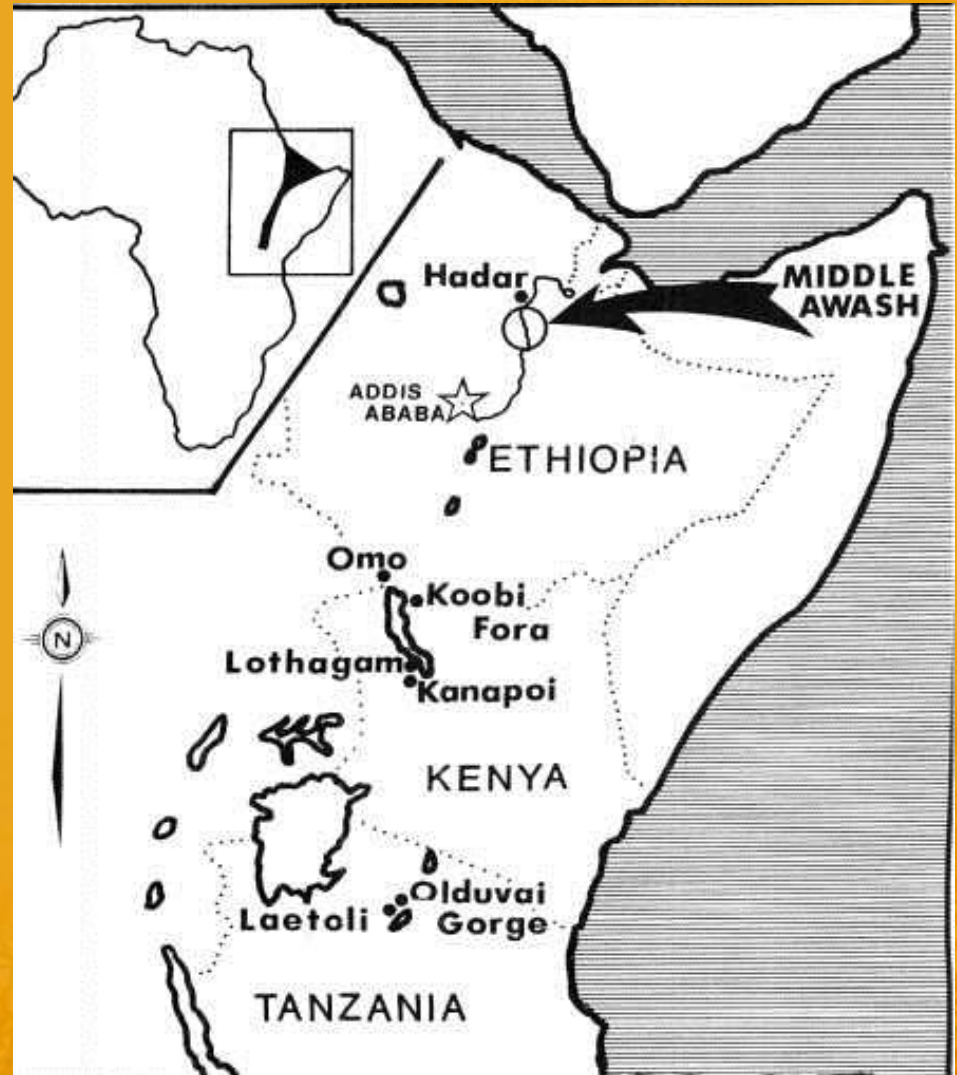 Hadar
MIDDLE
AWASH
ADDIS
ABABA
ETHIOPIA
Omo
Koobi
Fora
N
Lothagam
Kanapoi
KENYA
Olduvai
Laetoli
Gorge
TANZANIA